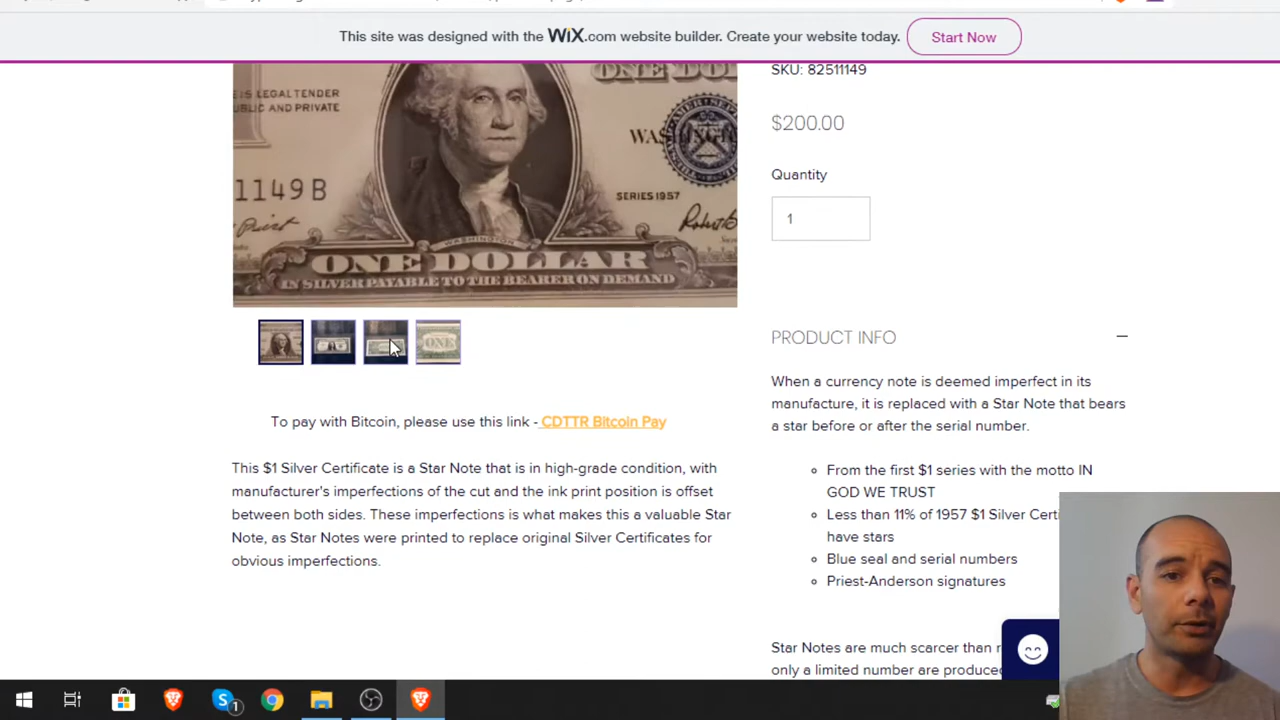 This site was designed with the WiX.com website builder. Create your website today. Start Now
E IS LEGAL TENDER
PUBLIC AND PRIVATE
ONE
WASHINGTON
1149 B
SERIES 1957
Priest
WASHINGTON
ONE DOLLAR
IN SILVER PAYABLE TO THE BEARER ON DEMAND
ONE
To pay with Bitcoin, please use this link - CDTTR Bitcoin Pay
This $1 Silver Certificate is a Star Note that is in high-grade condition, with
manufacturer's imperfections of the cut and the ink print position is offset
between both sides. These imperfections is what makes this a valuable Star
Note, as Star Notes were printed to replace original Silver Certificates for
obvious imperfections.
SKU: 82511149
$200.00
Quantity
1
PRODUCT INFO
When a currency note is deemed imperfect in its
manufacture, it is replaced with a Star Note that bears
a star before or after the serial number.
From the first $1 series with the motto IN
GOD WE TRUST
Less than 11% of 1957 $1 Silver Certi
have stars
Blue seal and serial numbers
Priest-Anderson signatures
Star Notes are much scarcer than r
only a limited number are produce
S 1